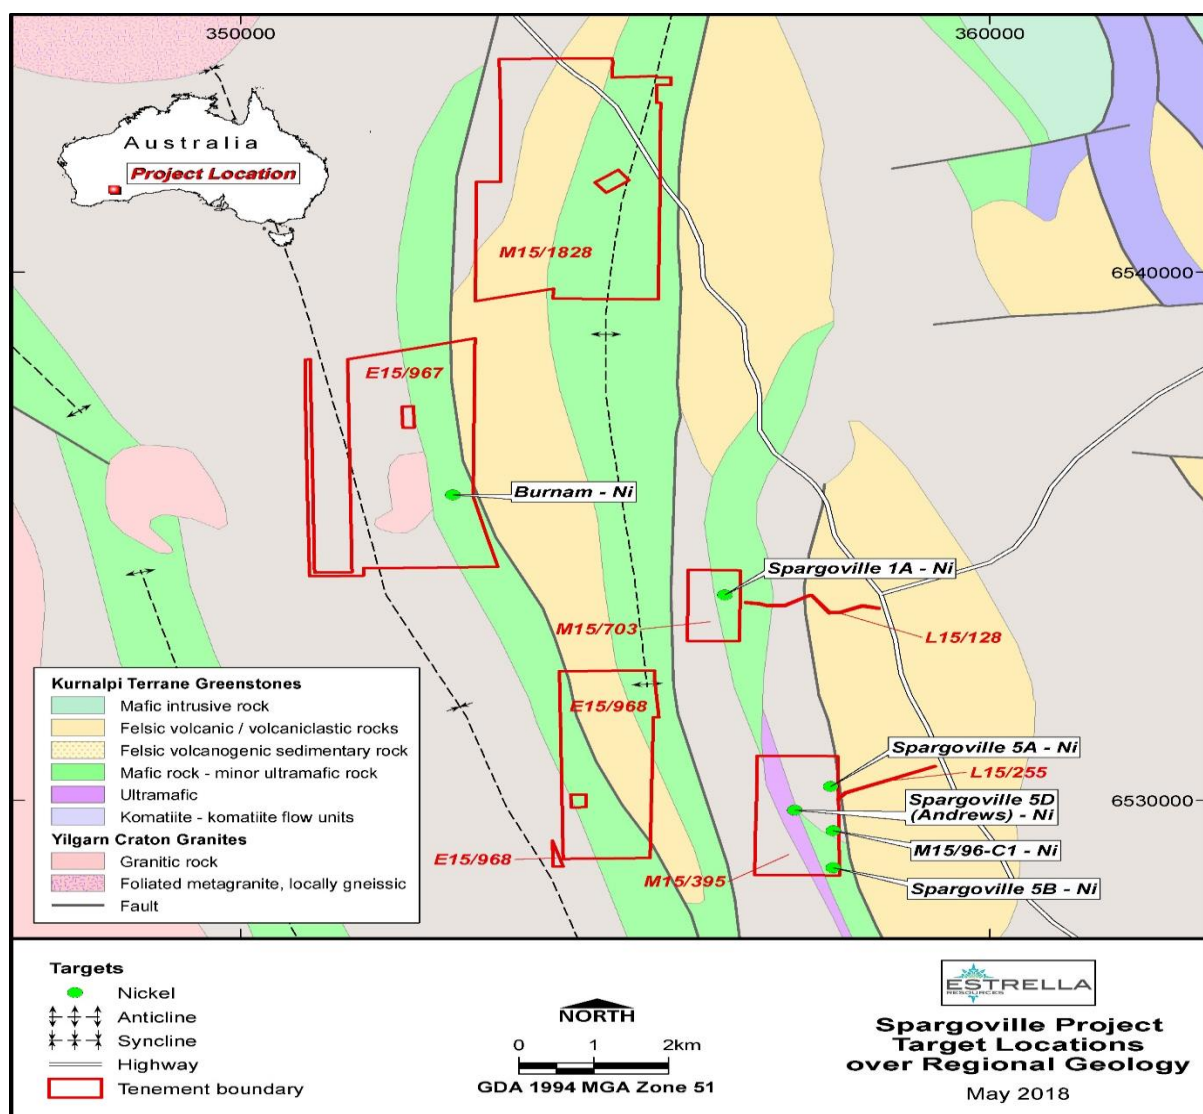 350000
360000
Australia
Project Location
M15/1828
6540000
E15/967
Burnam - Ni
Spargoville 1A - Ni
M15/703
L15/128
Kurnalpi Terrane Greenstones
Mafic intrusive rock
Felsic volcanic / volcaniclastic rocks
Felsic volcanogenic sedimentary rock
Mafic rock - minor ultramafic rock
Ultramafic
Komatiite - komatiite flow units
Yilgarn Craton Granites
Granitic rock
Foliated metagranite, locally gneissic
Fault
E15/968
Spargoville 5A - Ni
L15/255
Spargoville 5D
(Andrews) - Ni
6530000
M15/96-C1 - Ni
E15/968
M15/395
Spargoville 5B - Ni
Targets
Nickel
Anticline
Syncline
Highway
Tenement boundary
NORTH
0 1 2km
GDA 1994 MGA Zone 51
ESTRELLA
RESOURCES
Spargoville Project
Target Locations
over Regional Geology
May 2018